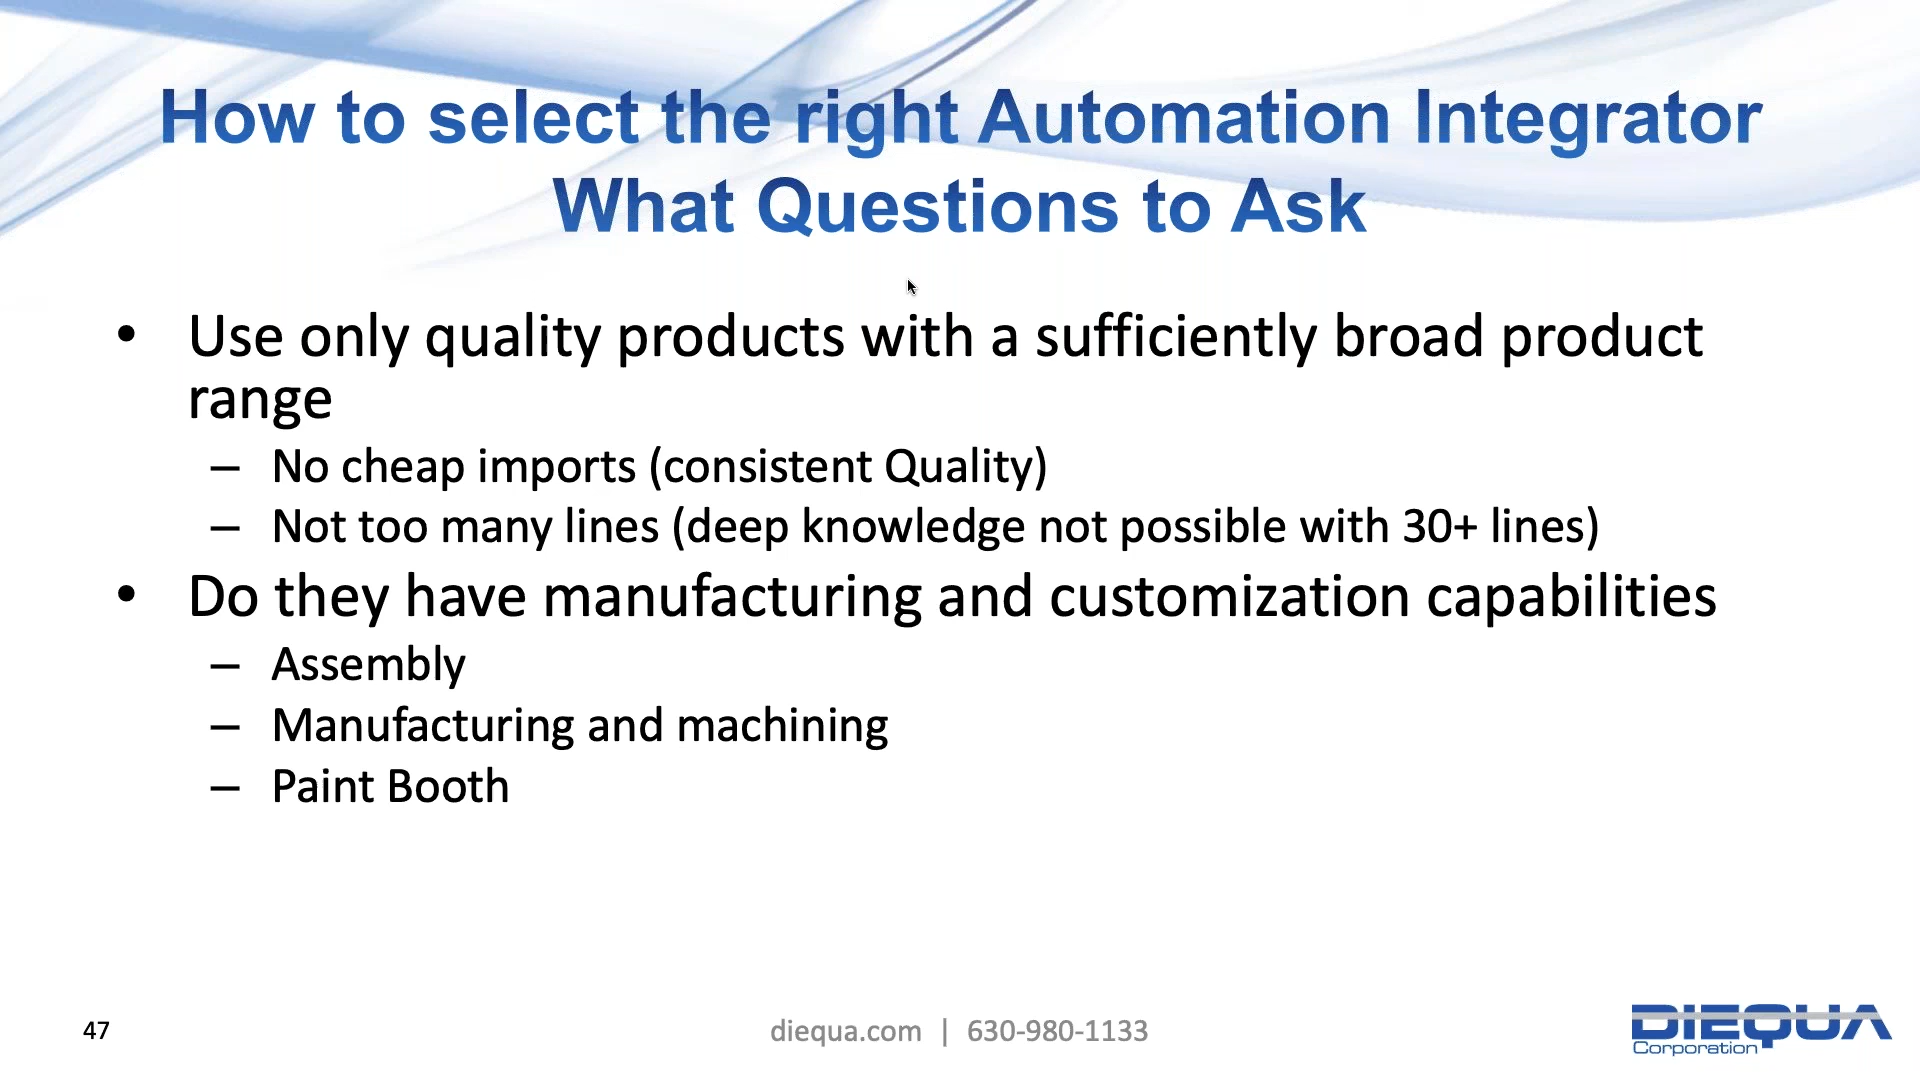 How to select the right Automation Integrator
What Questions to Ask
• Use only quality products with a sufficiently broad product
range
– No cheap imports (consistent Quality)
– Not too many lines (deep knowledge not possible with 30+ lines)
• Do they have manufacturing and customization capabilities
– Assembly
– Manufacturing and machining
– Paint Booth
47
diequa.com | 630-980-1133
DIEQUA
Corporation